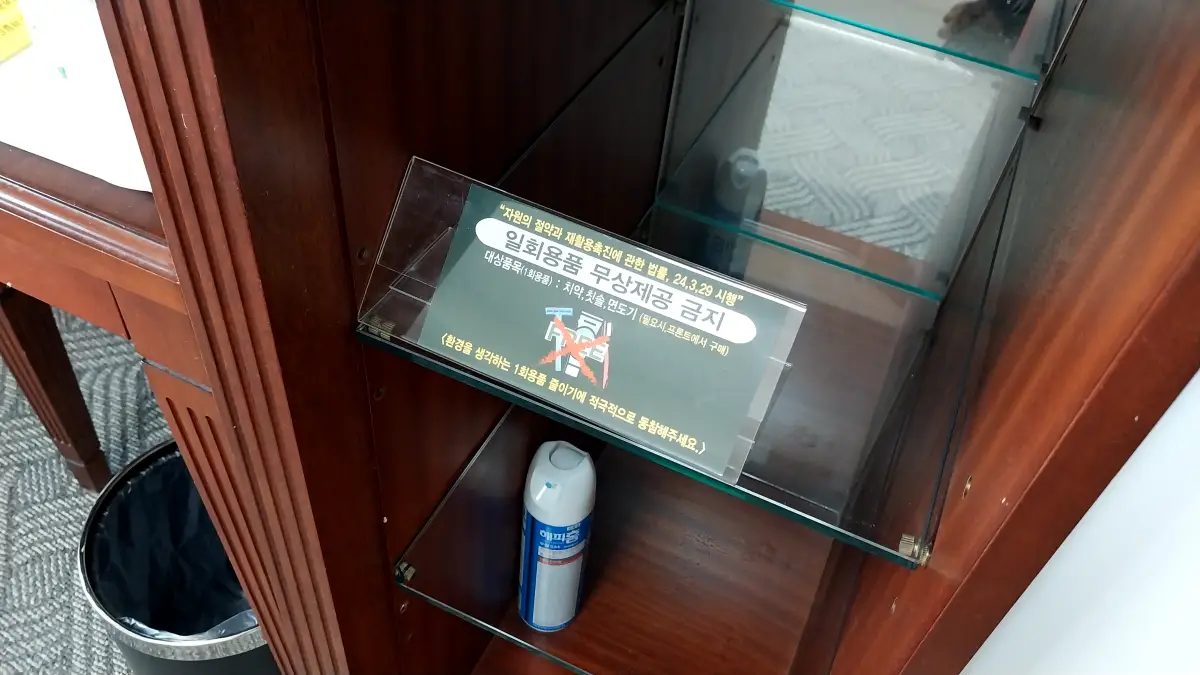 “자원의 절약과 재활용촉진에 관한 법률, 24,3,29 시행”
일회용품 무상제공 금지
대상품목(1회용품) : 치약,칫솔,면도기 (필요시,프론트에서 구매)
〈환경을 생각하는 1회용품 줄이기에 적극적으로 동참해주세요.〉
해피홈